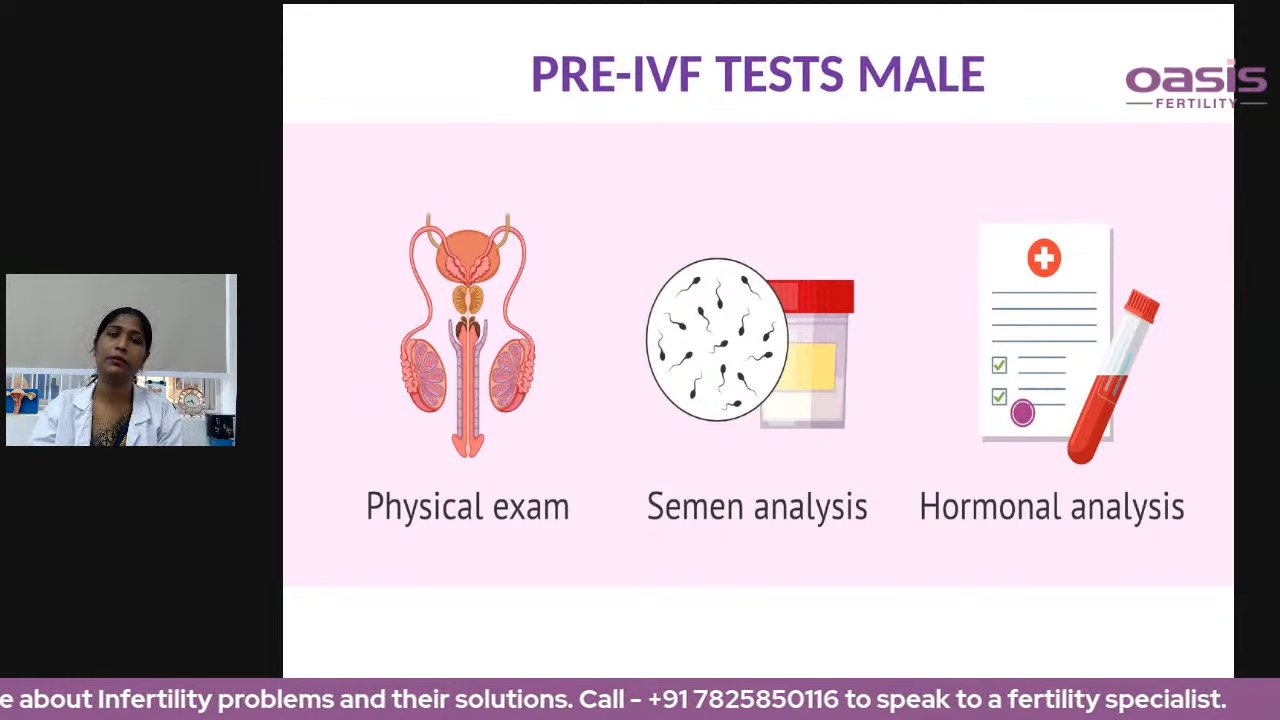 PRE-IVF TESTS MALE
oasis
FERTILITY
Physical exam
Semen analysis
Hormonal analysis
e about Infertility problems and their solutions. Call - +91 7825850116 to speak to a fertility specialist.